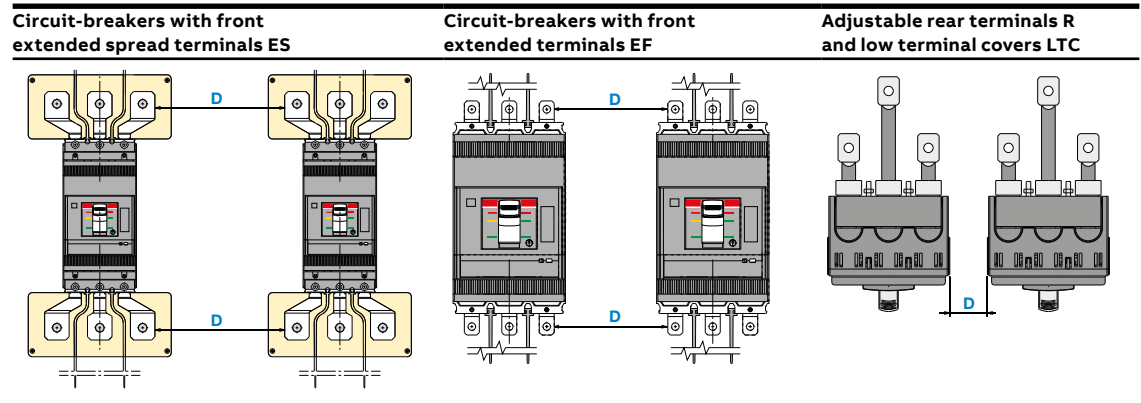 Circuit-breakers with front
extended spread terminals ES
Circuit-breakers with front
extended terminals EF
Adjustable rear terminals R
and low terminal covers LTC
D
D
D
D
D